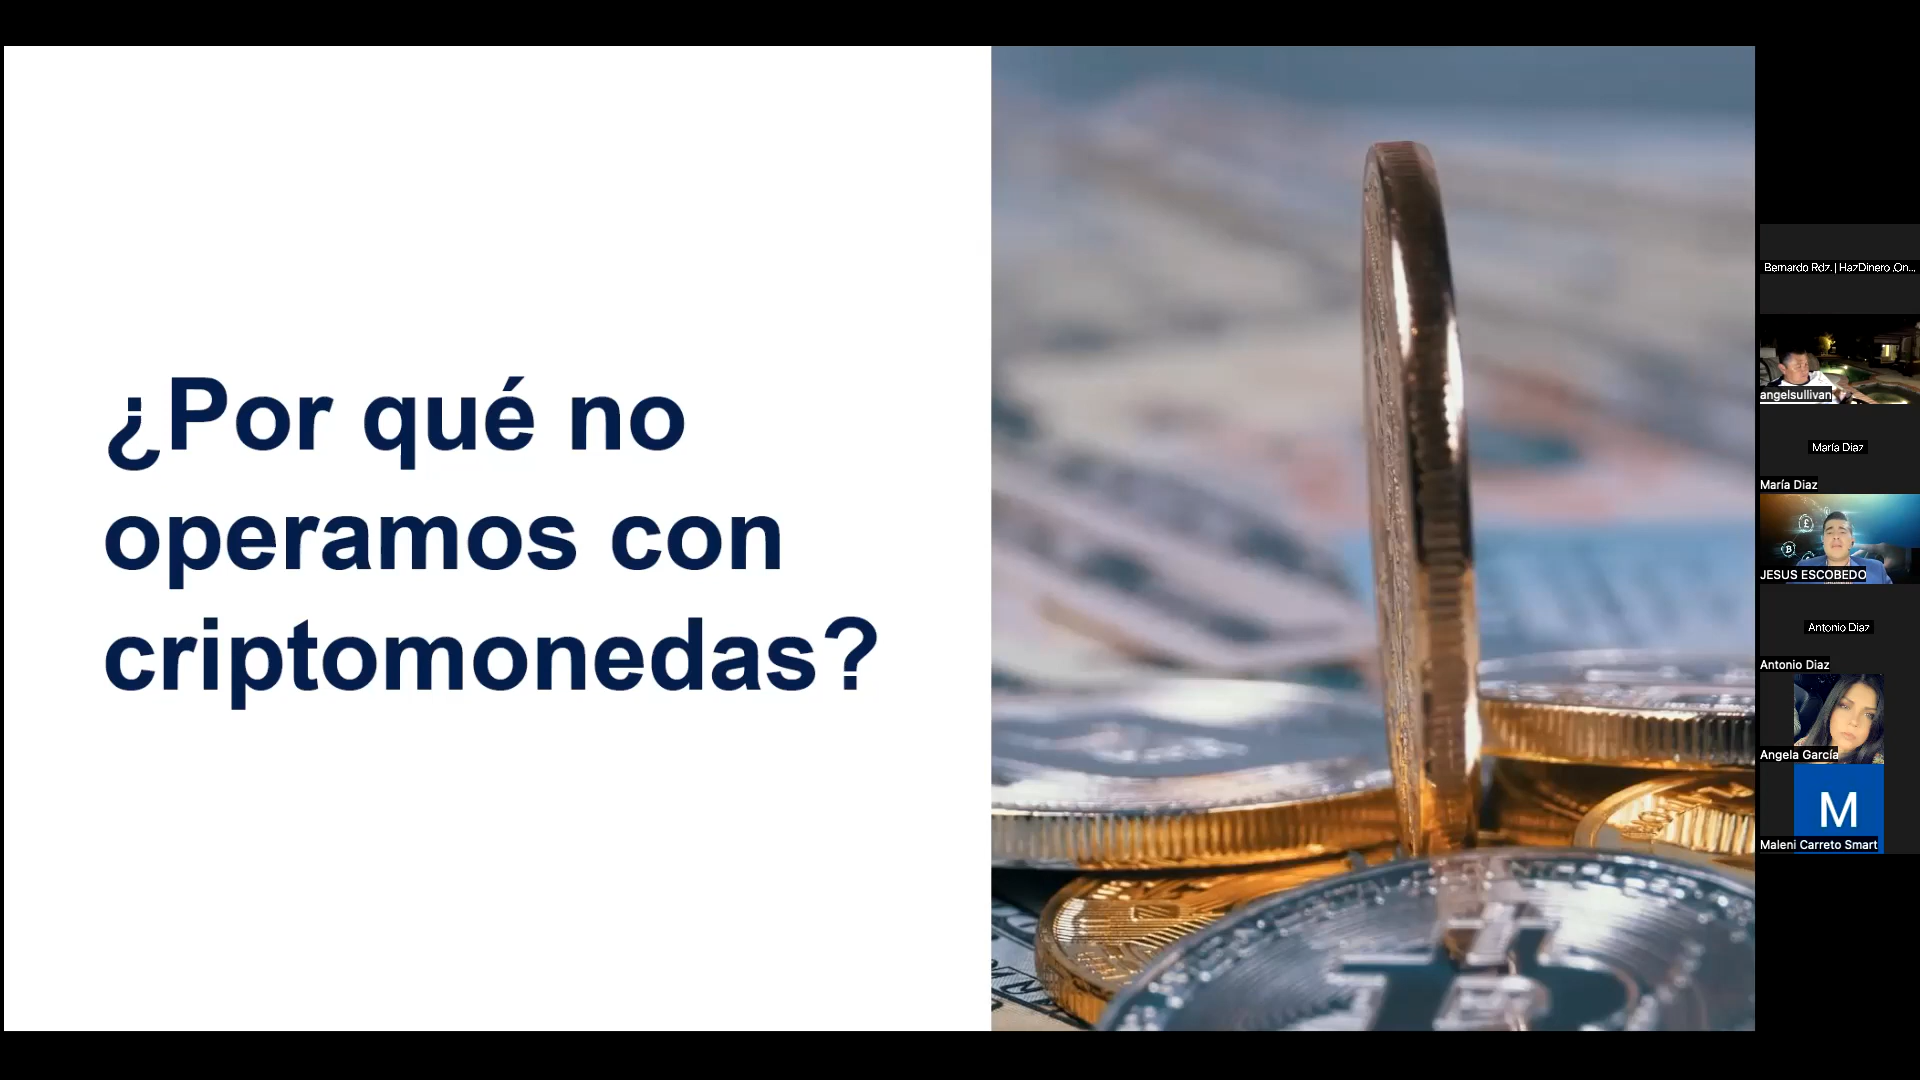 ¿Por qué no
operamos con
criptomonedas?
Bernardo Rdz. | HazDinero .On...
angelsullivan
María Diaz
María Diaz
JESUS ESCOBEDO
Antonio Diaz
Antonio Diaz
Angela García
M
Maleni Carreto Smart